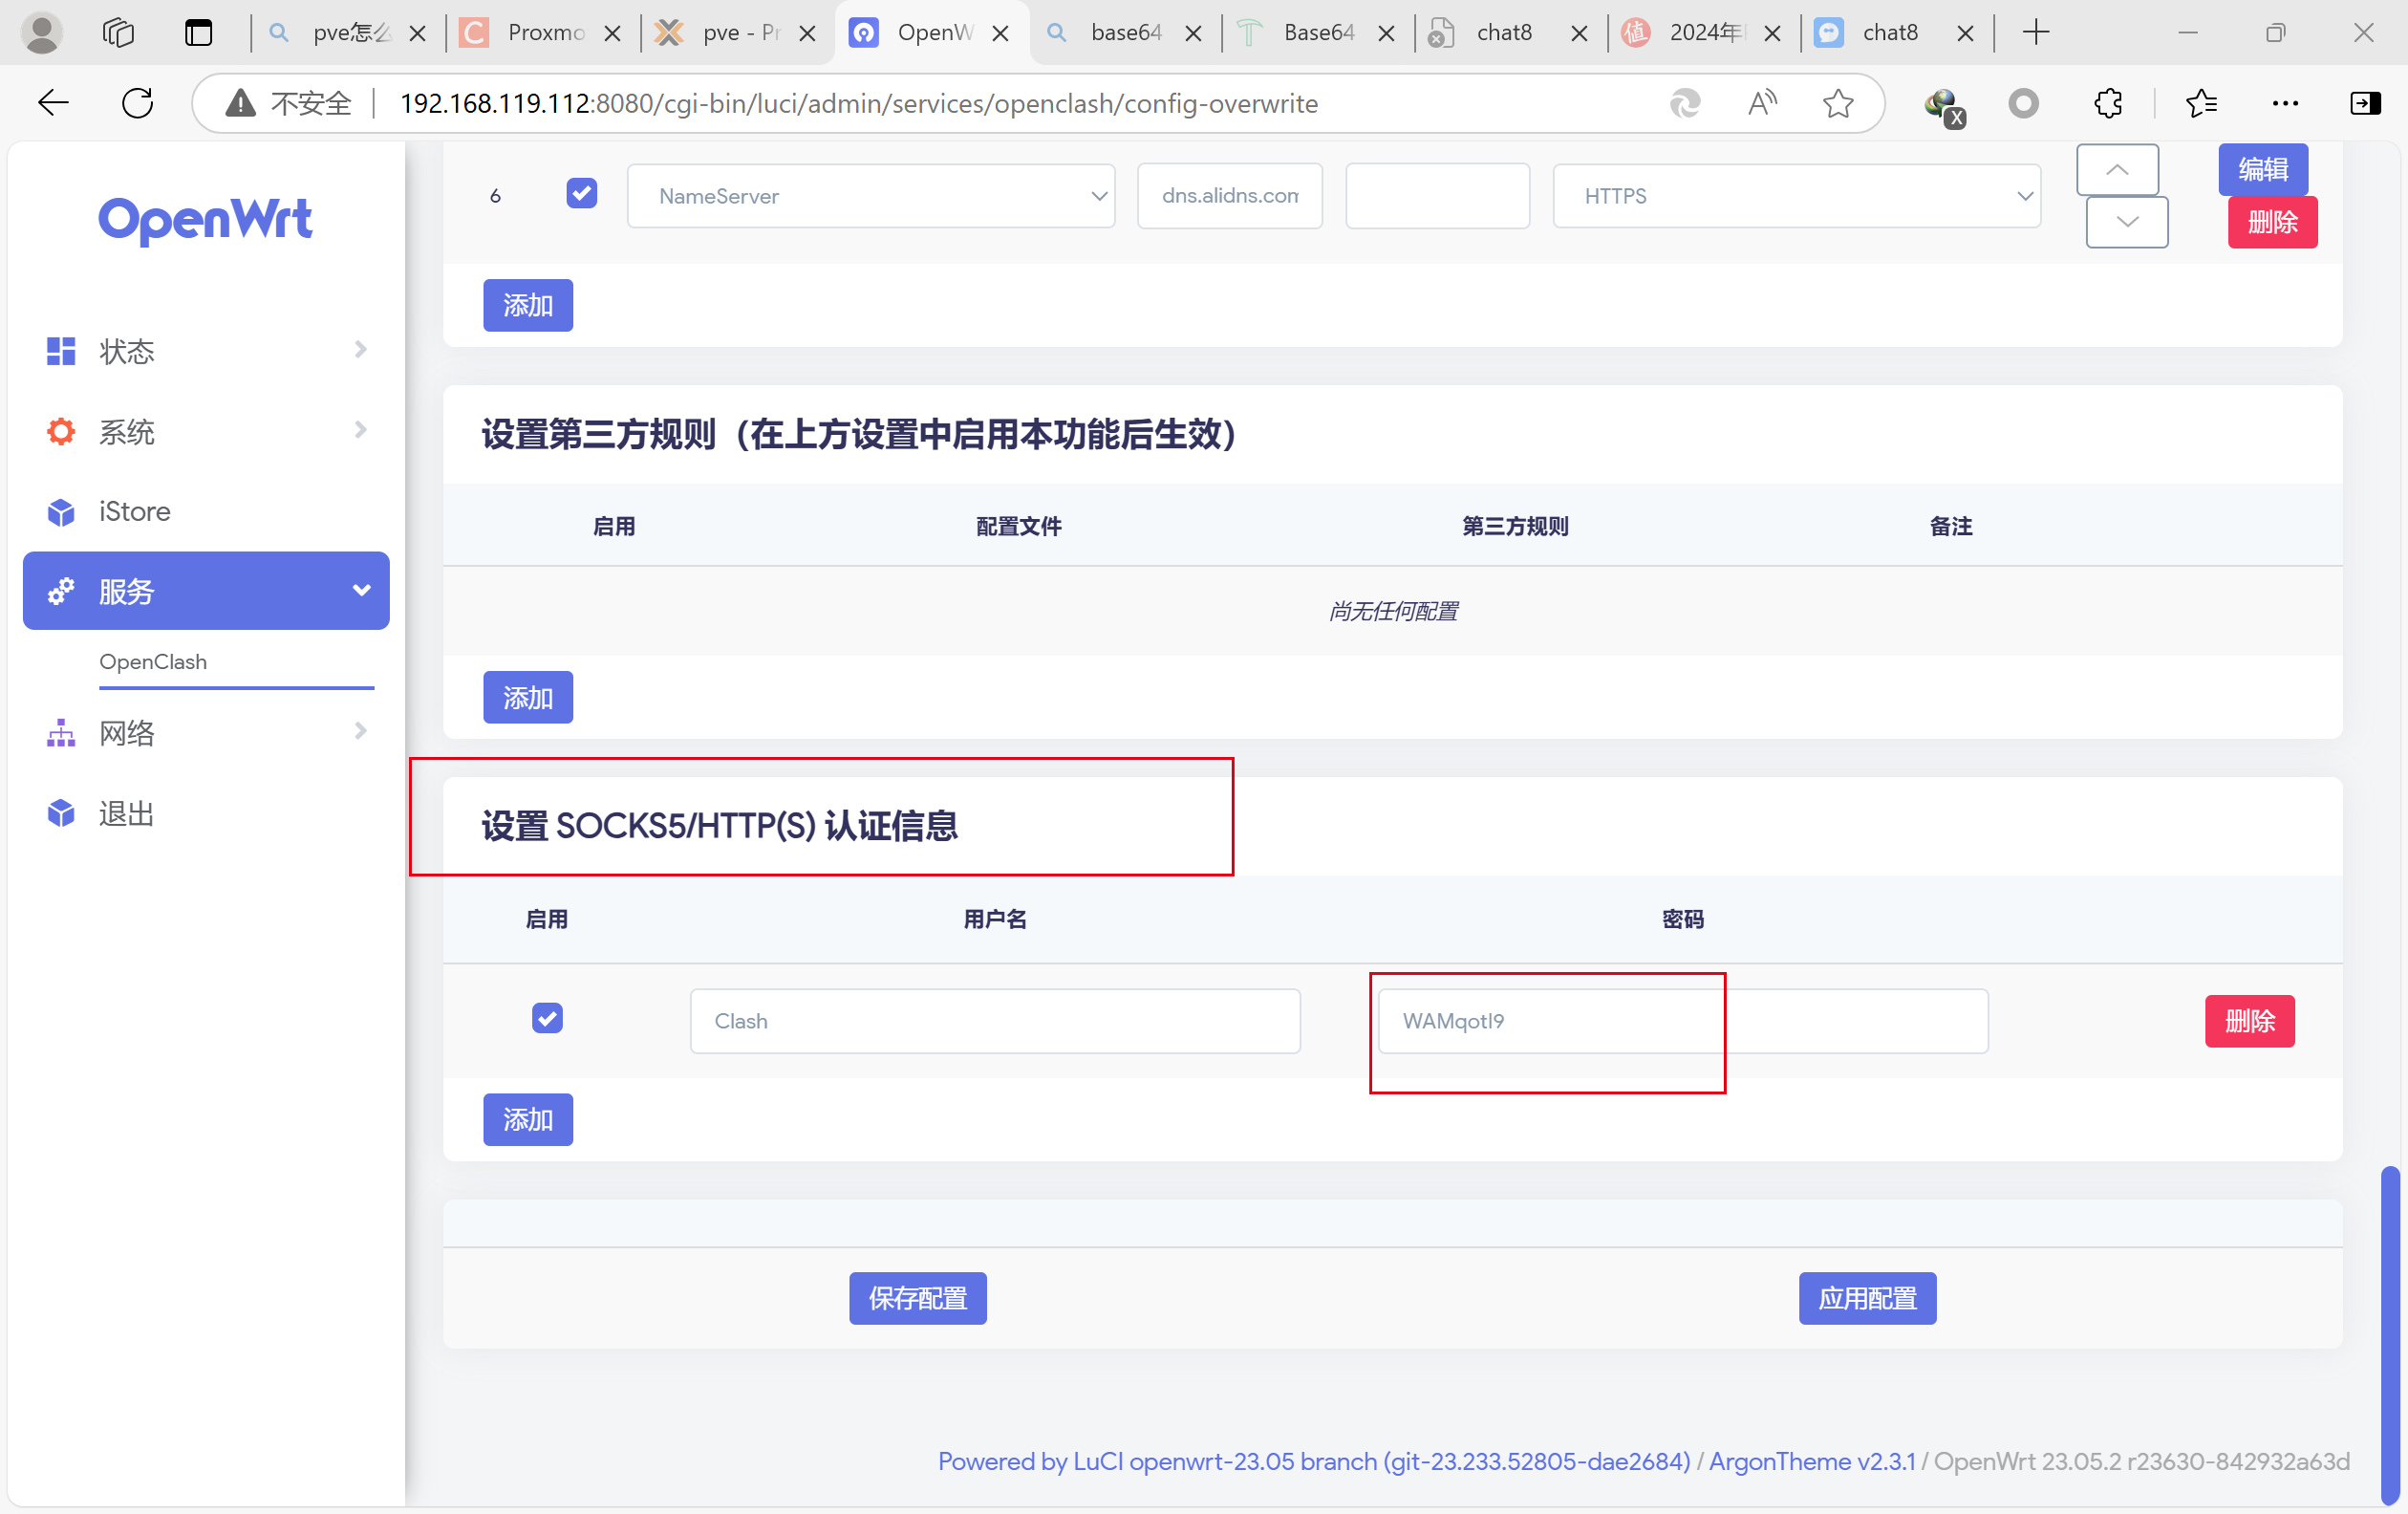 pve怎么
Proxmo
pve - Pr
OpenW
base64
Base64
chat8
2024年
chat8
不安全
192.168.119.112:8080/cgi-bin/luci/admin/services/openclash/config-overwrite
OpenWrt
状态
系统
iStore
服务
OpenClash
网络
退出
6
NameServer
dns.alidns.com
HTTPS
编辑
删除
添加
设置第三方规则（在上方设置中启用本功能后生效）
启用 配置文件 第三方规则 备注
尚无任何配置
添加
设置 SOCKS5/HTTP(S) 认证信息
启用 用户名 密码
Clash WAMqotI9 删除
添加
保存配置 应用配置
Powered by LuCI openwrt-23.05 branch (git-23.233.52805-dae2684) / ArgonTheme v2.3.1 / OpenWrt 23.05.2 r23630-842932a63d